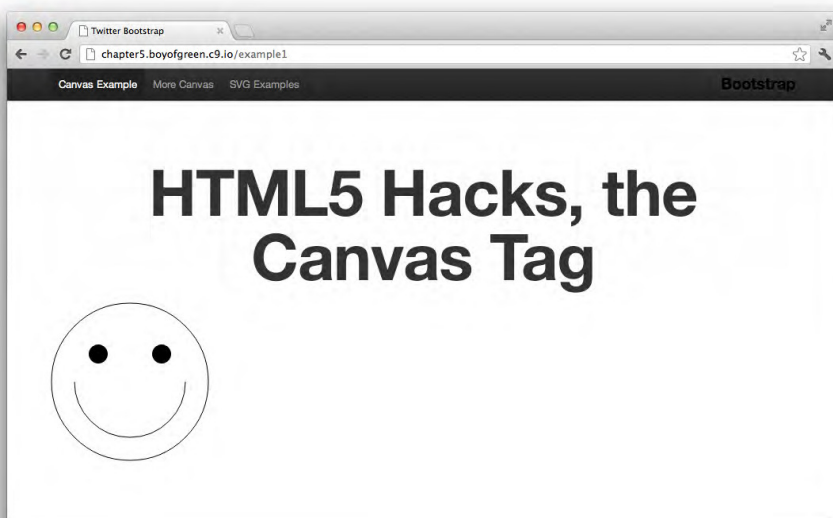 Twitter Bootstrap
chapter5.boyofgreen.c9.io/example1
Canvas Example More Canvas SVG Examples Bootstrap
HTML5 Hacks, the
Canvas Tag